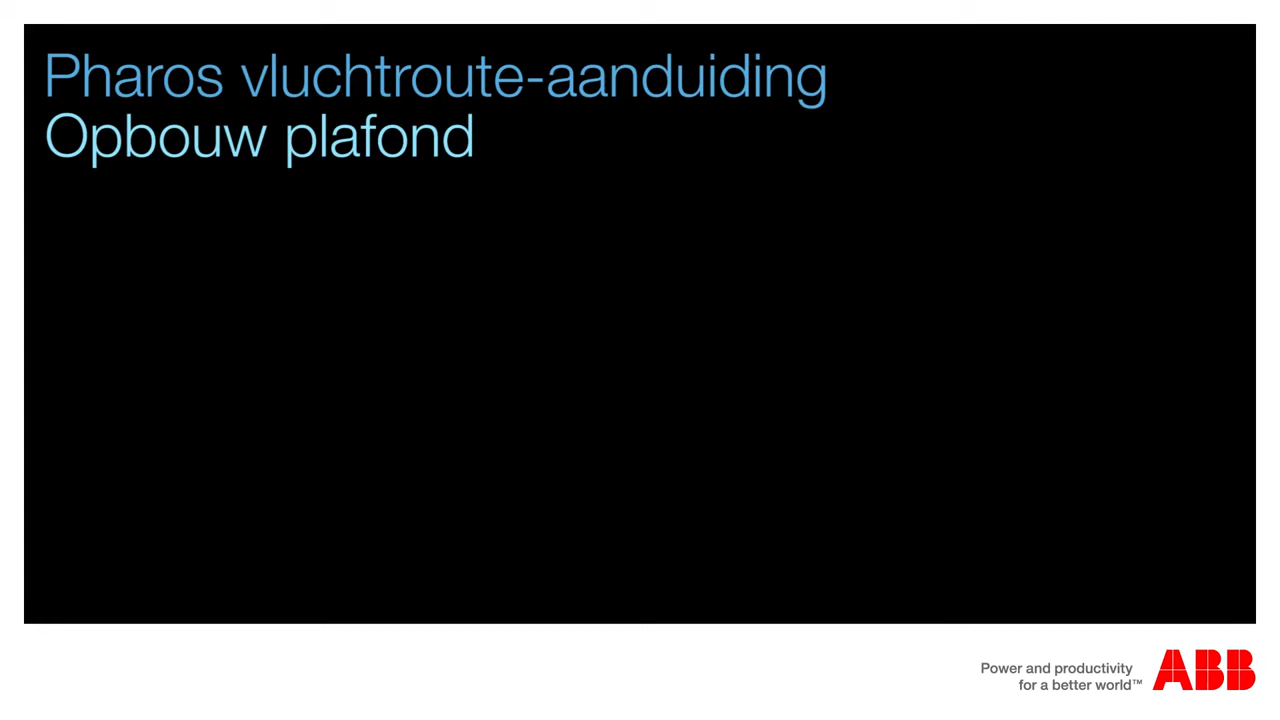 Pharos vluchtroute-aanduiding
Opbouw plafond
Power and productivity
for a better world™
ABB